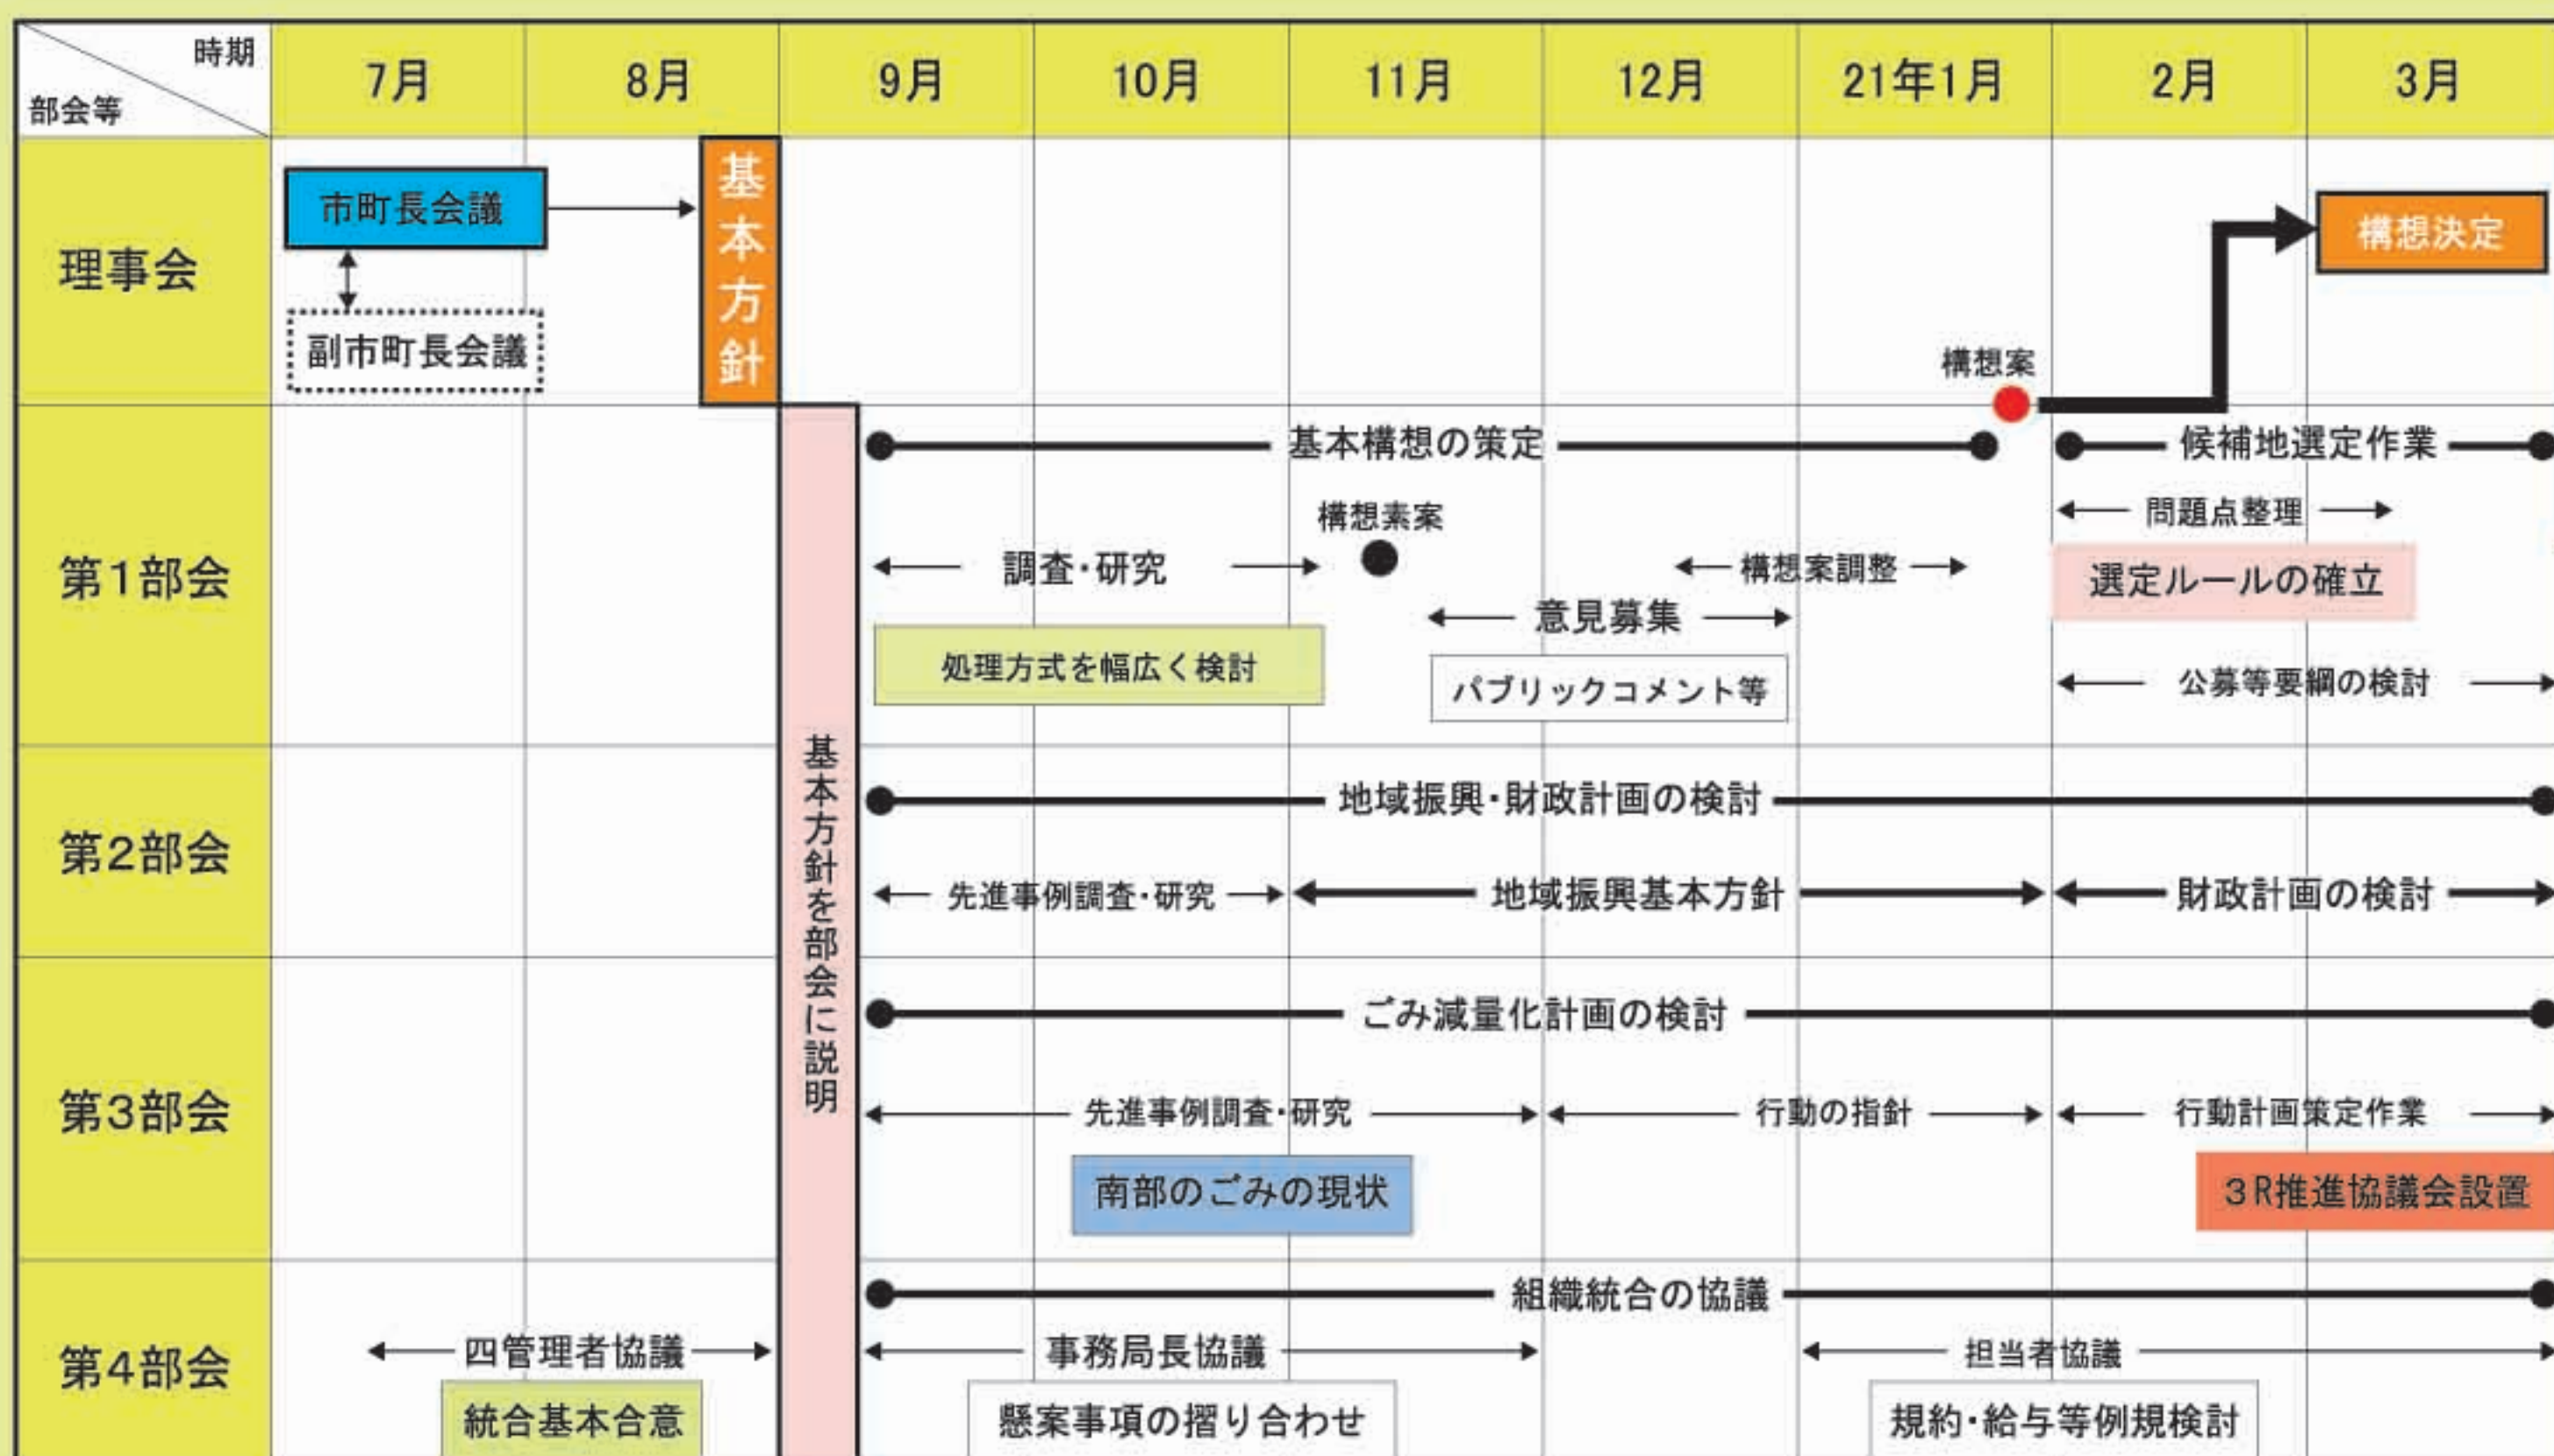 時期
部会等
7月
8月
9月
10月
11月
12月
21年1月
2月
3月
理事会
市町長会議
副市町長会議
基本方針
構想案
構想決定
基本方針を部会に説明
第1部会
基本構想の策定
候補地選定作業
構想素案
問題点整理
調査・研究
構想案調整
選定ルールの確立
意見募集
処理方式を幅広く検討
パブリックコメント等
公募等要綱の検討
第2部会
地域振興・財政計画の検討
先進事例調査・研究
地域振興基本方針
財政計画の検討
第3部会
ごみ減量化計画の検討
先進事例調査・研究
行動の指針
行動計画策定作業
南部のごみの現状
3R推進協議会設置
第4部会
組織統合の協議
四管理者協議
事務局長協議
担当者協議
統合基本合意
懸案事項の摺り合わせ
規約・給与等例規検討